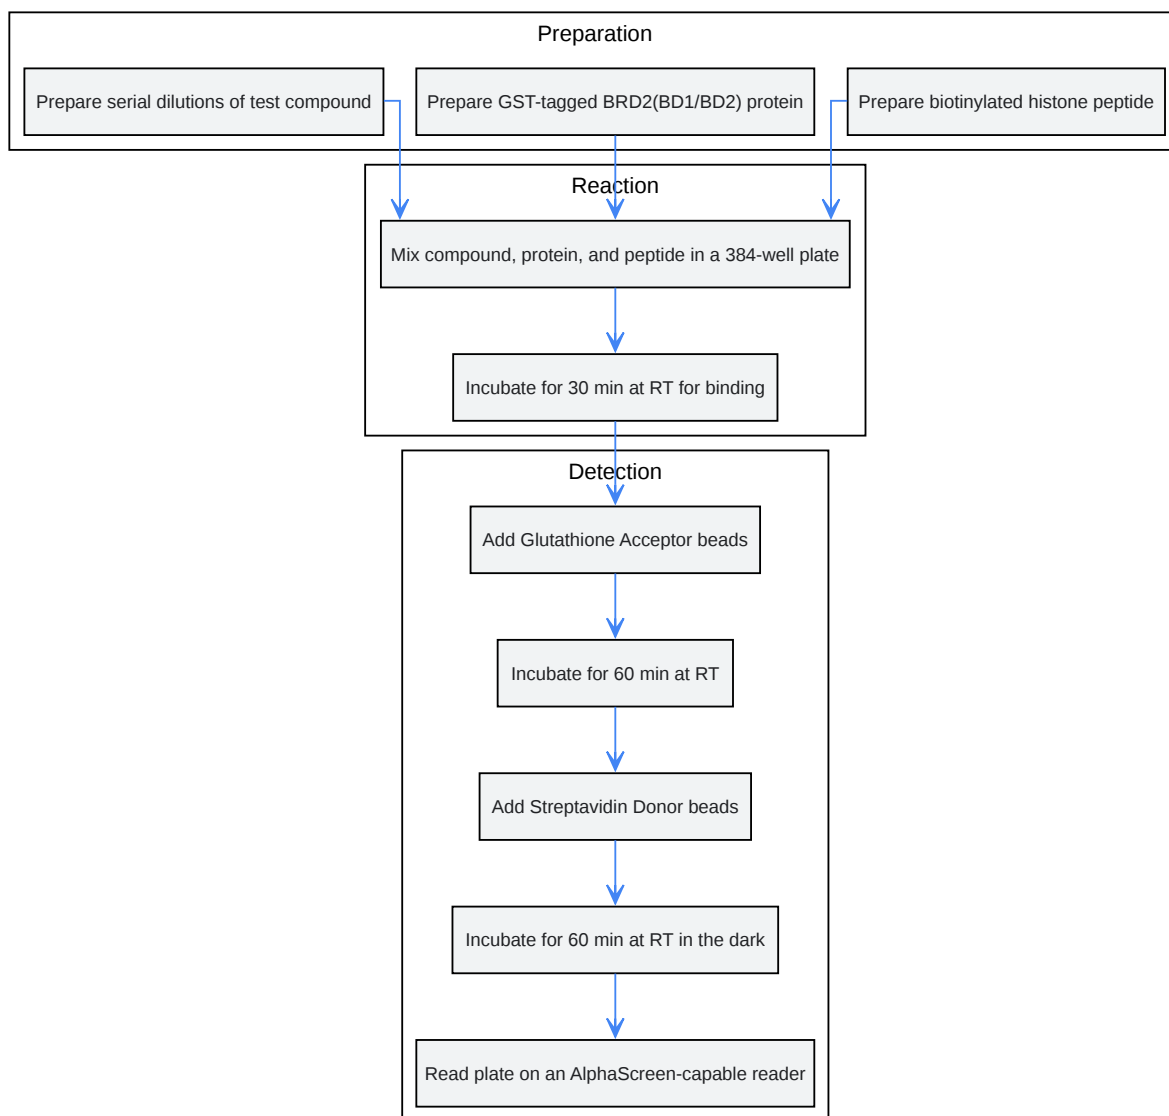 Preparation
Prepare serial dilutions of test compound
Prepare GST-tagged BRD2(BD1/BD2) protein
Prepare biotinylated histone peptide
Reaction
Mix compound, protein, and peptide in a 384-well plate
Incubate for 30 min at RT for binding
Detection
Add Glutathione Acceptor beads
Incubate for 60 min at RT
Add Streptavidin Donor beads
Incubate for 60 min at RT in the dark
Read plate on an AlphaScreen-capable reader